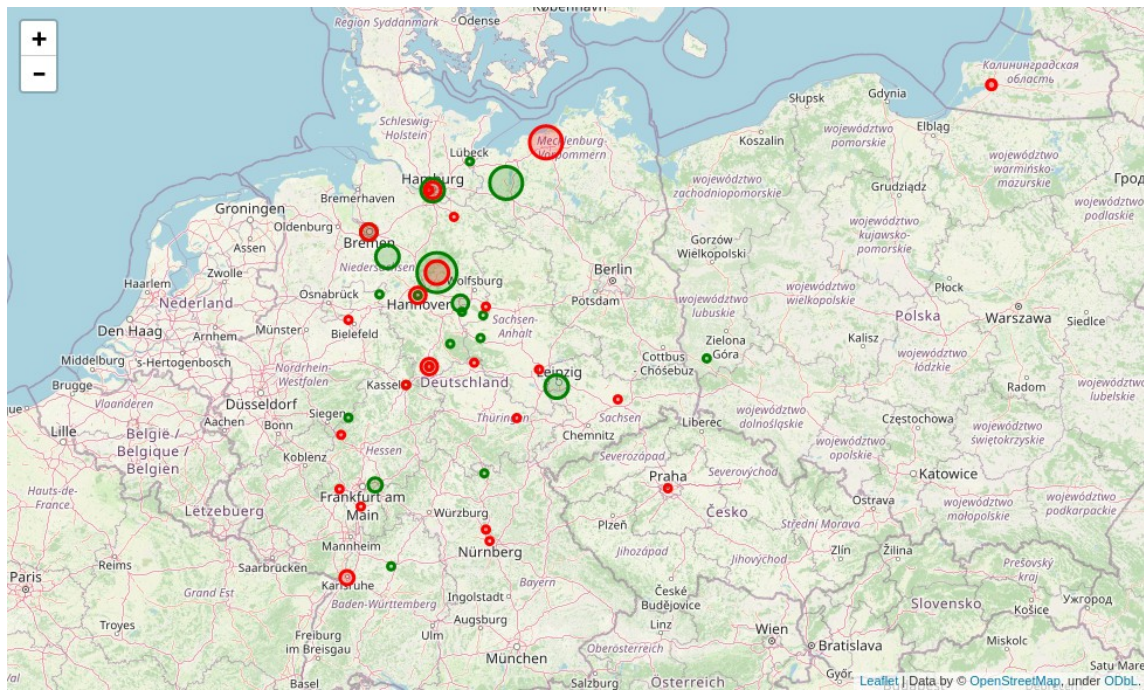 København
+
−
Region Syddanmark
Odense
Калининградская
область
Słupsk
Gdynia
Schleswig-
Holstein
Elbląg
Koszalin
województwo
pomorskie
Mecklenburg-
Vorpommern
Lübeck
województwo
warmińsko-
mazurskie
Hamburg
województwo
zachodniopomorskie
Grudziądz
Bremerhaven
Groningen
województwo
podlaskie
Oldenburg
Assen
Bremen
województwo
kujawsko-
pomorskie
Gorzów
Wielkopolski
Niedersachsen
Zwolle
Berlin
Haarlem
Wolfsburg
Płock
Osnabrück
Nederland
Hannover
Potsdam
województwo
lubuskie
województwo
wielkopolskie
Polska
Warszawa
Siedlce
Den Haag
Arnhem
Münster
Bielefeld
Sachsen-
Anhalt
Zielona
Góra
Kalisz
's-Hertogenbosch
Middelburg
Cottbus
- Chóśebuz
województwo
łódzkie
Nordrhein-
Westfalen
Leipzig
Brugge
Kassel
Deutschland
Radom
województwo
lubelskie
Vlaanderen
Düsseldorf
województwo
dolnośląskie
Siegen
Thüringen
Sachsen
Częstochowa
Aachen
Bonn
Liberec
Lille
België /
Belgique /
Belgien
Chemnitz
województwo
świętokrzyskie
Hessen
województwo
opolskie
Koblenz
Severozápad
Severovýchod
Katowice
Praha
Hauts-de-
France
Frankfurt am
Main
Lëtzebuerg
Würzburg
Česko
Ostrava
województwo
małopolskie
województwo
podkarpackie
Plzeň
Střední Morava
Mannheim
Nürnberg
Jihozápad
Jihovýchod
Zlín
Žilina
Reims
Saarbrücken
Prešovský
kraj
Paris
Karlsruhe
Bayern
Grand Est
Baden-Württemberg
Ingolstadt
České
Budějovice
Slovensko
Ужгород
Košice
Troyes
Augsburg
Ulm
Linz
Freiburg
im Breisgau
Wien
Miskolc
München
Oberösterreich
Bratislava
Satu Mare
Basel
Salzburg
Österreich
Győr
Leaflet | Data by © OpenStreetMap, under ODbL.